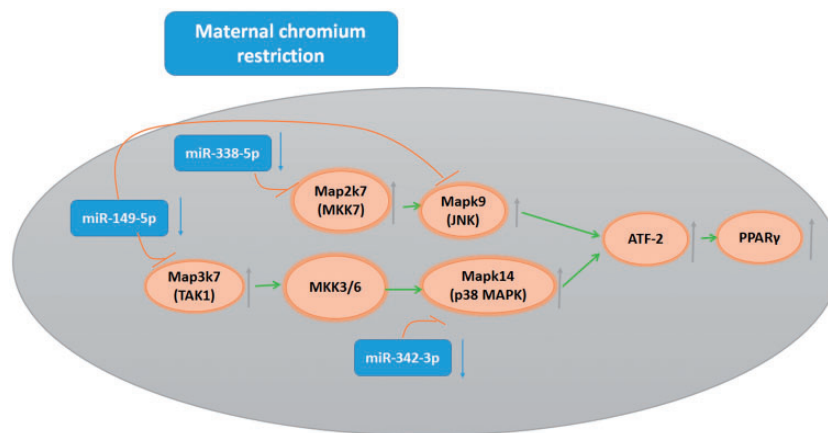 Maternal chromium
restriction
miR-338-5p
Map2k7
(MKK7)
Mapk9
(JNK)
miR-149-5p
ATF-2
PPARγ
Map3k7
(TAK1)
MKK3/6
Mapk14
(p38 MAPK)
miR-342-3p